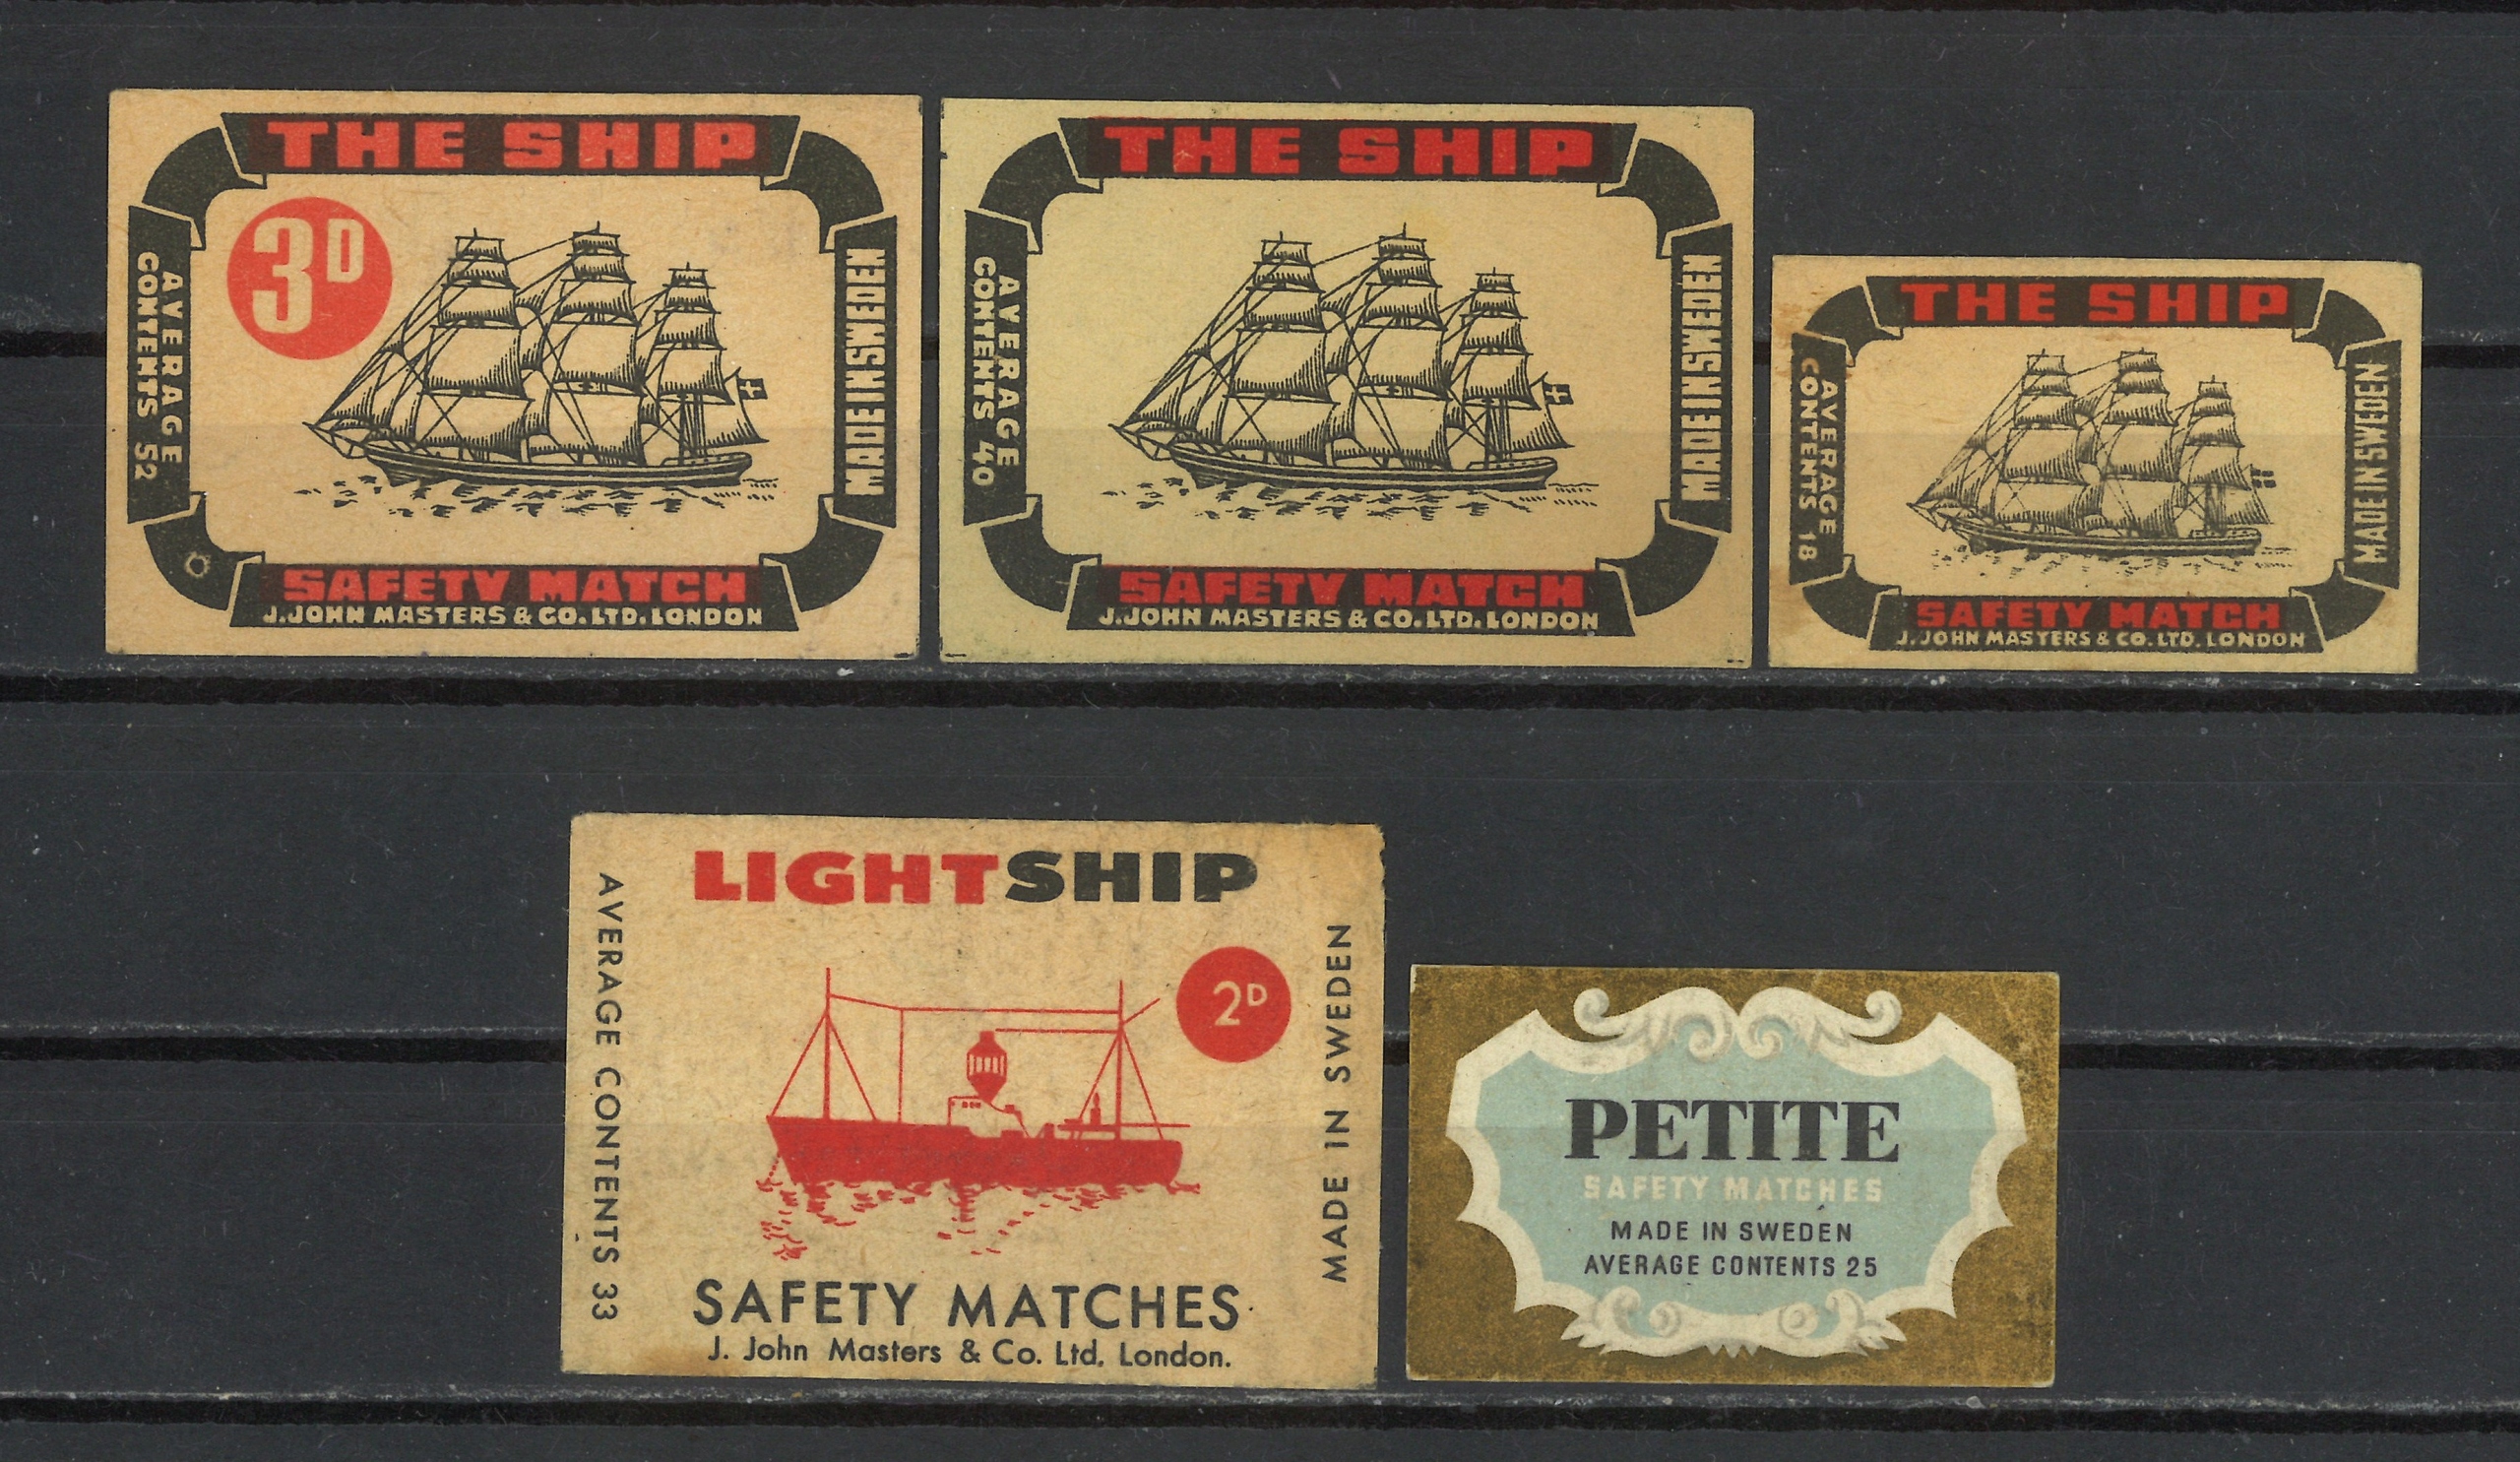 THE SHIP
3D
AVERAGE
CONTENTS 52
MADE IN SWEDEN
SAFETY MATCH
J. JOHN MASTERS & CO. LTD. LONDON
THE SHIP
AVERAGE
CONTENTS 40
MADE IN SWEDEN
SAFETY MATCH
J. JOHN MASTERS & CO. LTD. LONDON
THE SHIP
AVERAGE
CONTENTS 18
MADE IN SWEDEN
SAFETY MATCH
J. JOHN MASTERS & CO. LTD. LONDON
LIGHTSHIP
2D
AVERAGE CONTENTS 33
MADE IN SWEDEN
SAFETY MATCHES
J. John Masters & Co. Ltd. London.
PETITE
SAFETY MATCHES
MADE IN SWEDEN
AVERAGE CONTENTS 25